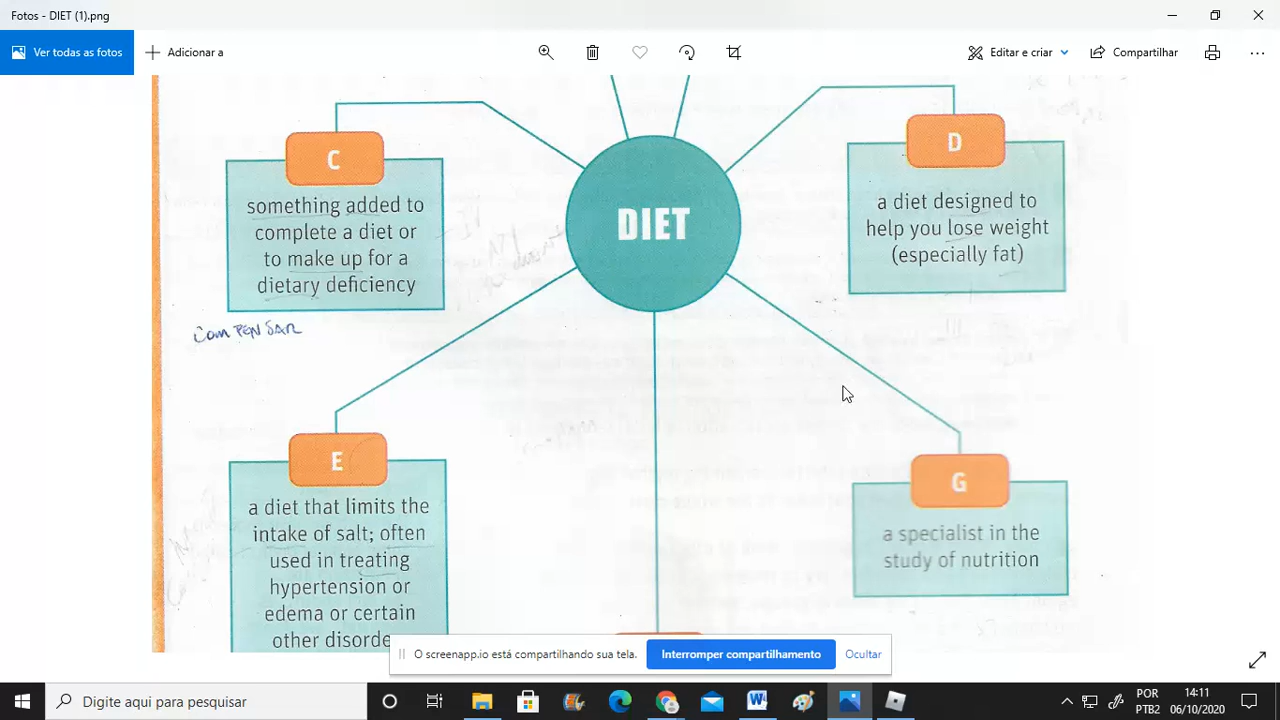 Fotos - DIET (1).png
Ver todas as fotos
Adicionar a
Editar e criar
Compartilhar
C
something added to
complete a diet or
to make up for a
dietary deficiency
COMPENSAR
DIET
D
a diet designed to
help you lose weight
(especially fat)
E
a diet that limits the
intake of salt; often
used in treating
hypertension or
edema or certain
other disorde
G
a specialist in the
study of nutrition
O screenapp.io está compartilhando sua tela.
Interromper compartilhamento
Ocultar
Digite aqui para pesquisar
POR
PTB2
14:11
06/10/2020